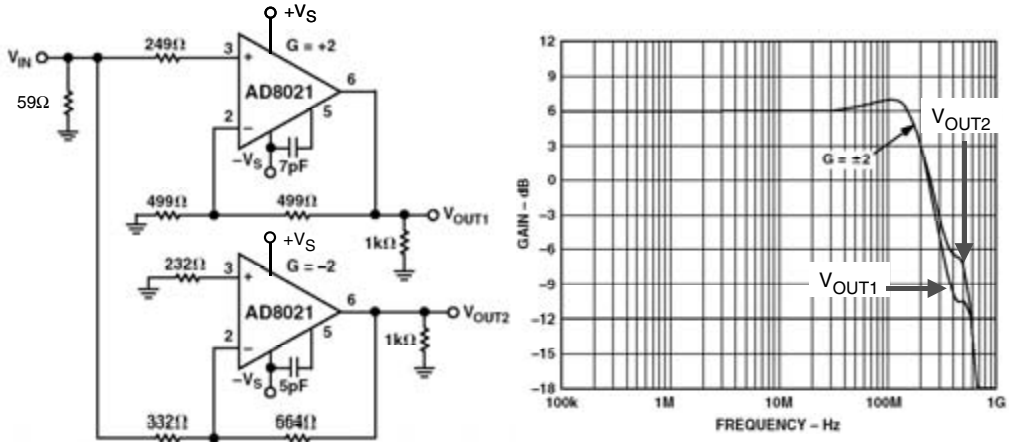 +VS
249Ω
3
G = +2
VIN
+
AD8021
6
59Ω
5
2
−
−VS
7pF
499Ω
499Ω
VOUT1
1kΩ
+VS
232Ω
3
G = −2
+
AD8021
6
VOUT2
5
1kΩ
2
−
−VS
5pF
332Ω
664Ω
12
9
6
3
0
−3
−6
−9
−12
−15
−18
GAIN – dB
G = ±2
VOUT2
VOUT1
100k
1M
10M
100M
1G
FREQUENCY – Hz